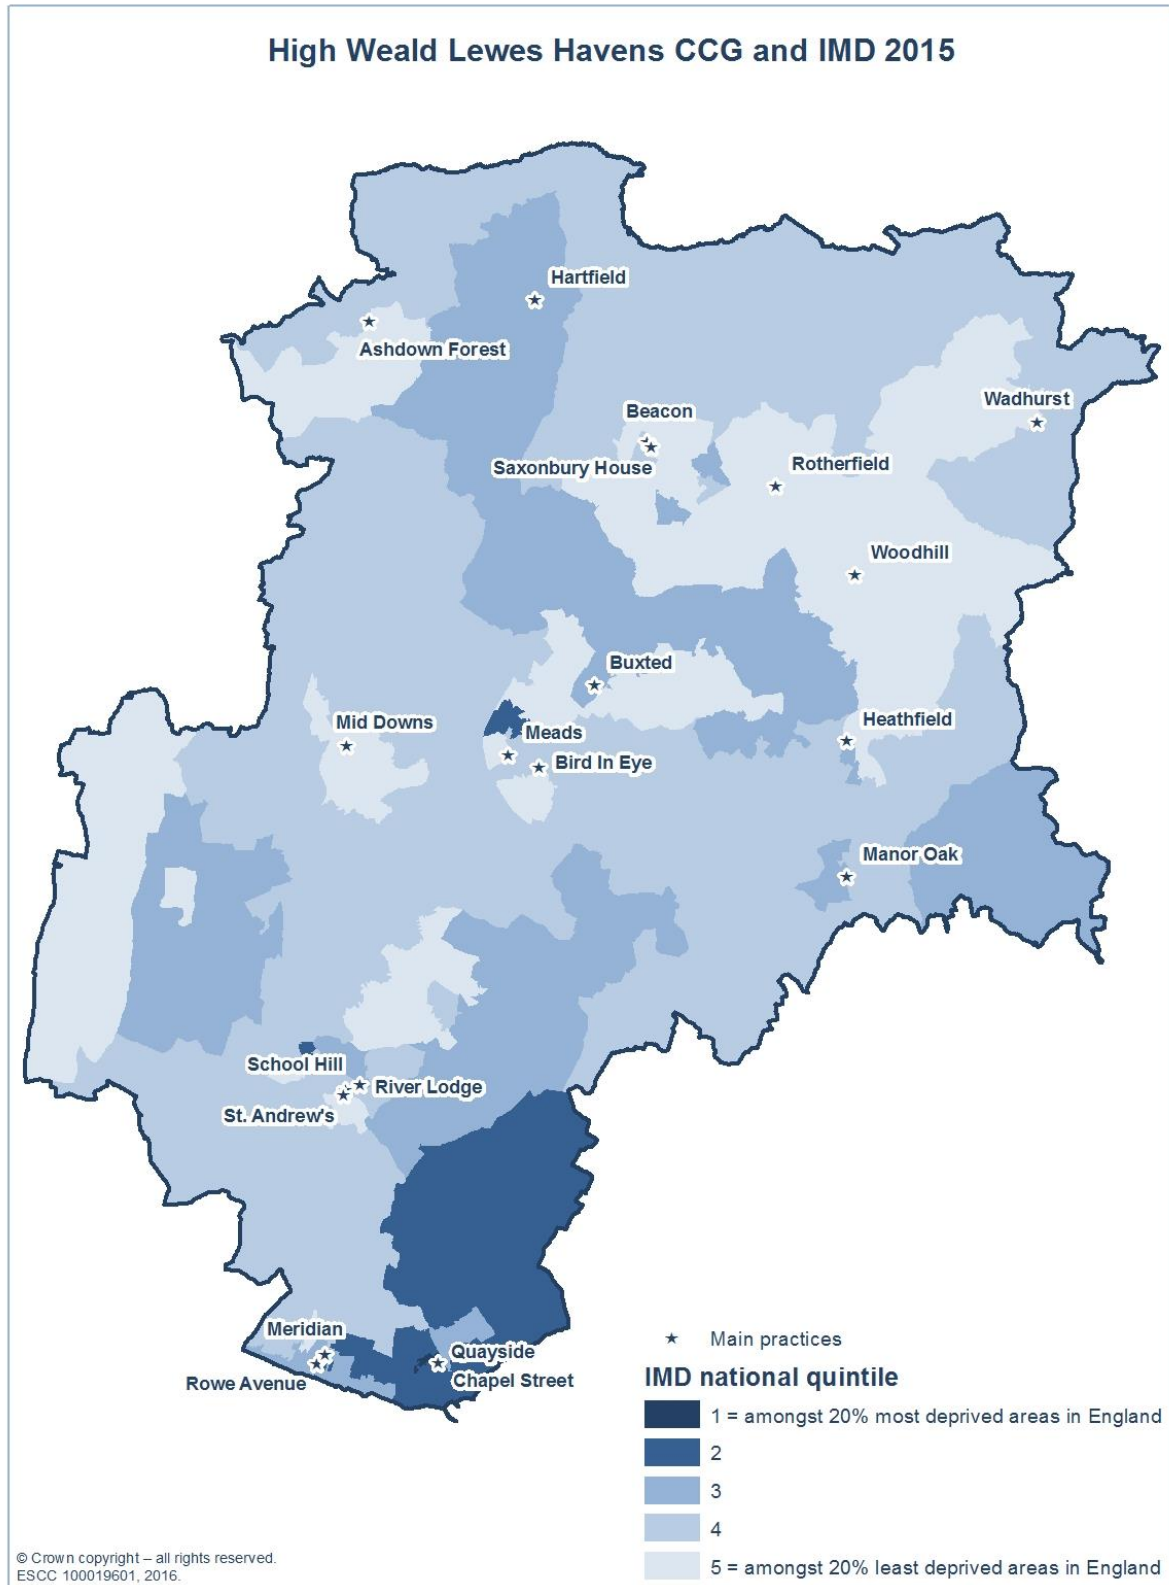 High Weald Lewes Havens CCG and IMD 2015
Hartfield
Ashdown Forest
Beacon
Wadhurst
Saxonbury House
Rotherfield
Woodhill
Buxted
Mid Downs
Meads
Heathfield
Bird In Eye
Manor Oak
School Hill
River Lodge
St. Andrew's
Meridian
Quayside
Rowe Avenue
Chapel Street
Main practices
IMD national quintile
1 = amongst 20% most deprived areas in England
2
3
4
5 = amongst 20% least deprived areas in England
© Crown copyright – all rights reserved.
ESCC 100019601, 2016.